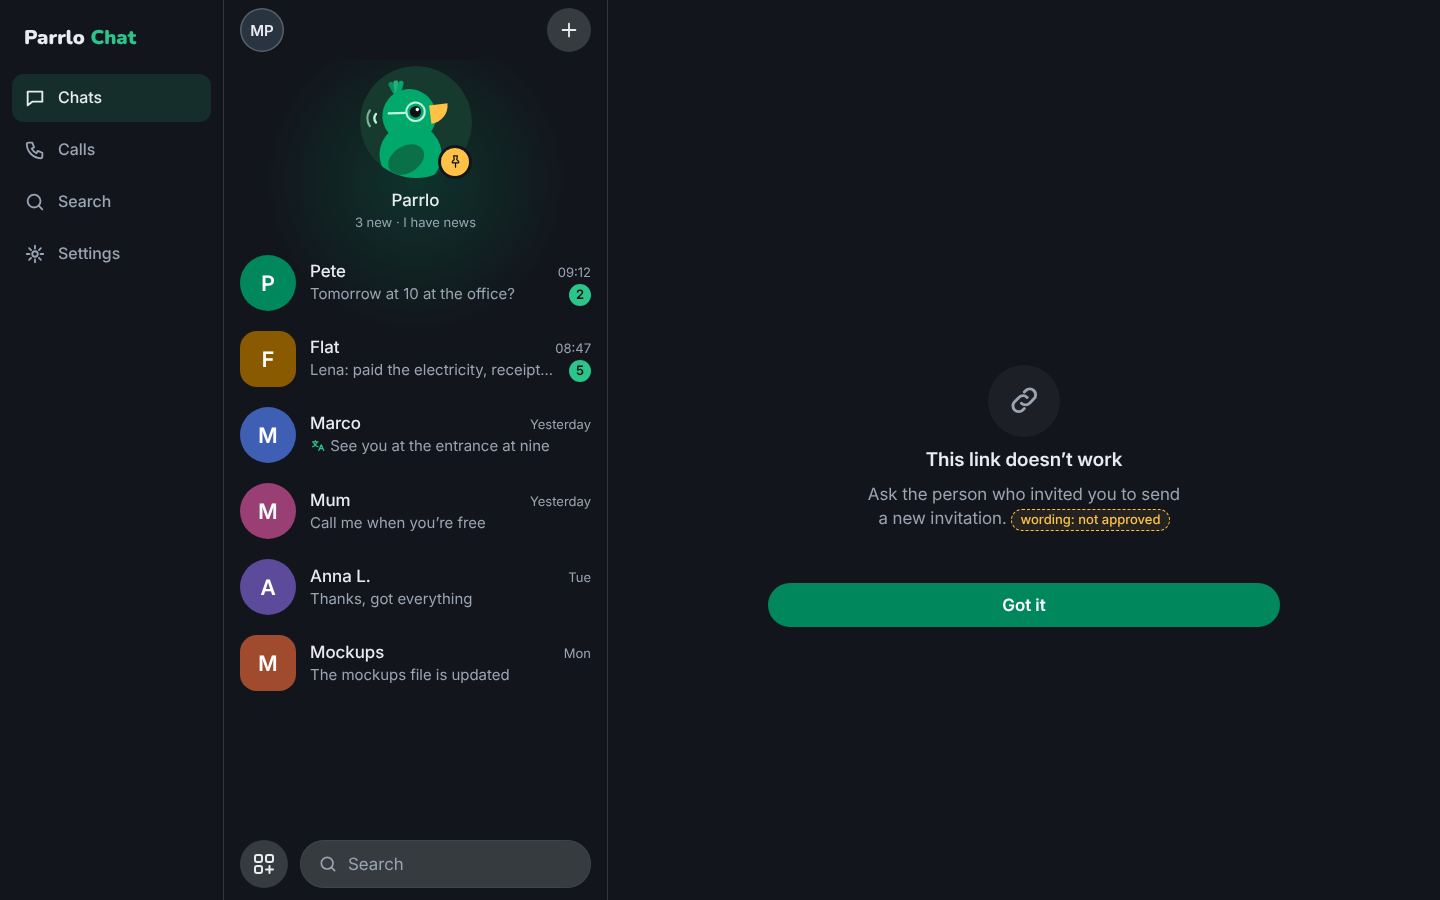 Parrlo Chat
Chats
Calls
Search
Settings
MP
Parrlo
3 new · I have news
P
Pete
09:12
Tomorrow at 10 at the office?
2
F
Flat
08:47
Lena: paid the electricity, receipt...
5
M
Marco
Yesterday
See you at the entrance at nine
M
Mum
Yesterday
Call me when you’re free
A
Anna L.
Tue
Thanks, got everything
M
Mockups
Mon
The mockups file is updated
Search
This link doesn’t work
Ask the person who invited you to send
a new invitation. wording: not approved
Got it